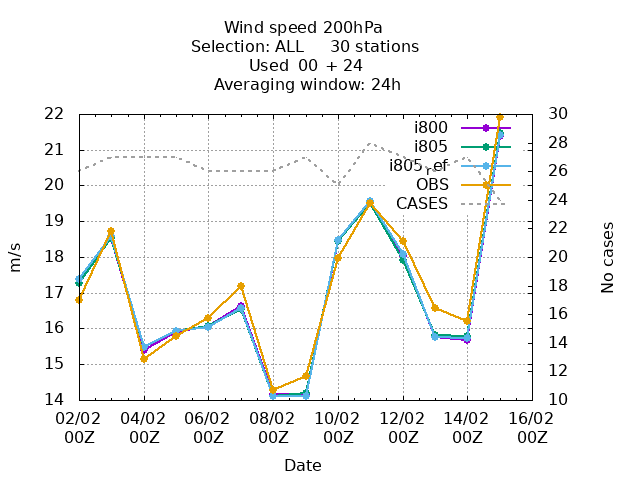 Wind speed 200hPa
Selection: ALL 30 stations
Used 00 + 24
Averaging window: 24h
22
21
20
19
18
17
16
15
14
m/s
30
28
26
24
22
20
18
16
14
12
10
No cases
i800
i805
i805ref
OBS
CASES
02/02 04/02 06/02 08/02 10/02 12/02 14/02 16/02
00Z 00Z 00Z 00Z 00Z 00Z 00Z 00Z
Date